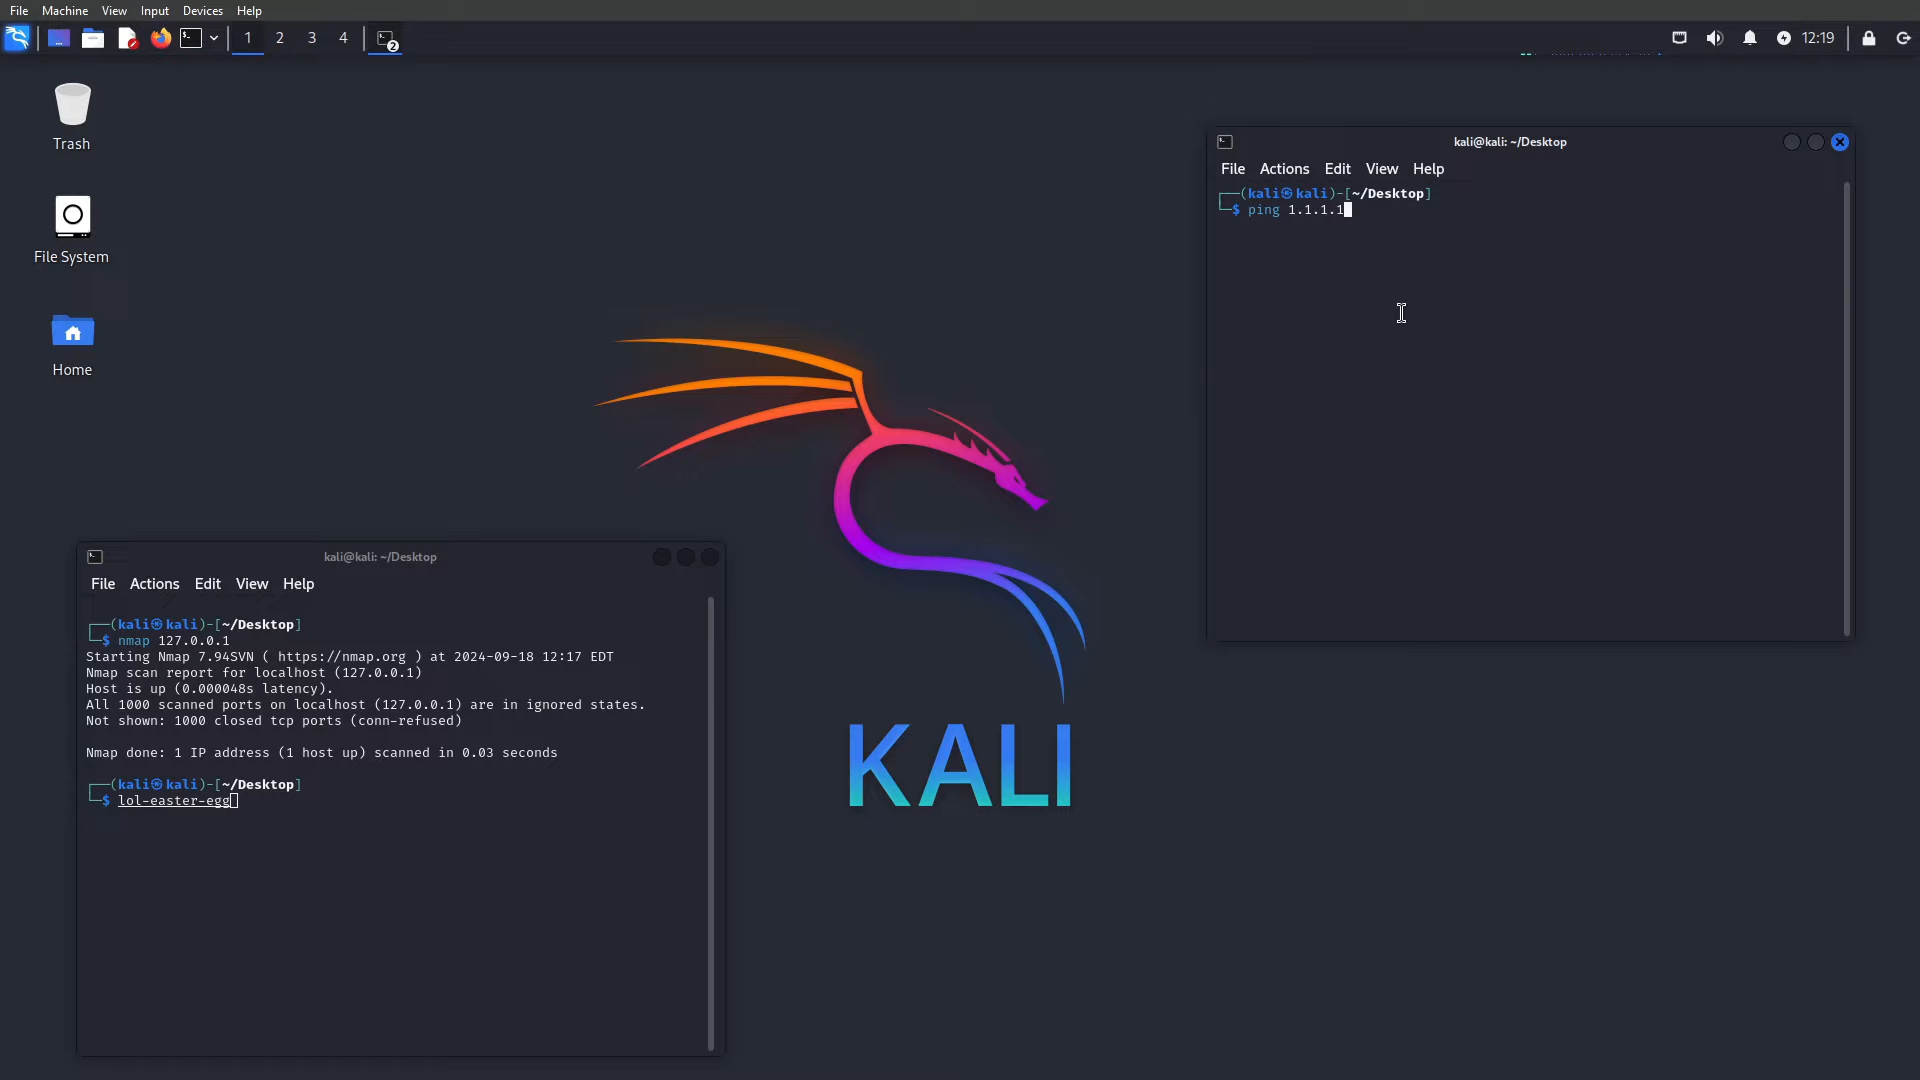 File Machine View Input Devices Help
1 2 3 4 2 12:19
Trash
File System
Home
kali@kali: ~/Desktop
File Actions Edit View Help
┌──(kali㉿kali)-[~/Desktop]
└─$ ping 1.1.1.1
kali@kali: ~/Desktop
File Actions Edit View Help
┌──(kali㉿kali)-[~/Desktop]
└─$ nmap 127.0.0.1
Starting Nmap 7.94SVN ( https://nmap.org ) at 2024-09-18 12:17 EDT
Nmap scan report for localhost (127.0.0.1)
Host is up (0.000048s latency).
All 1000 scanned ports on localhost (127.0.0.1) are in ignored states.
Not shown: 1000 closed tcp ports (conn-refused)
Nmap done: 1 IP address (1 host up) scanned in 0.03 seconds
┌──(kali㉿kali)-[~/Desktop]
└─$ lol-easter-egg
KALI